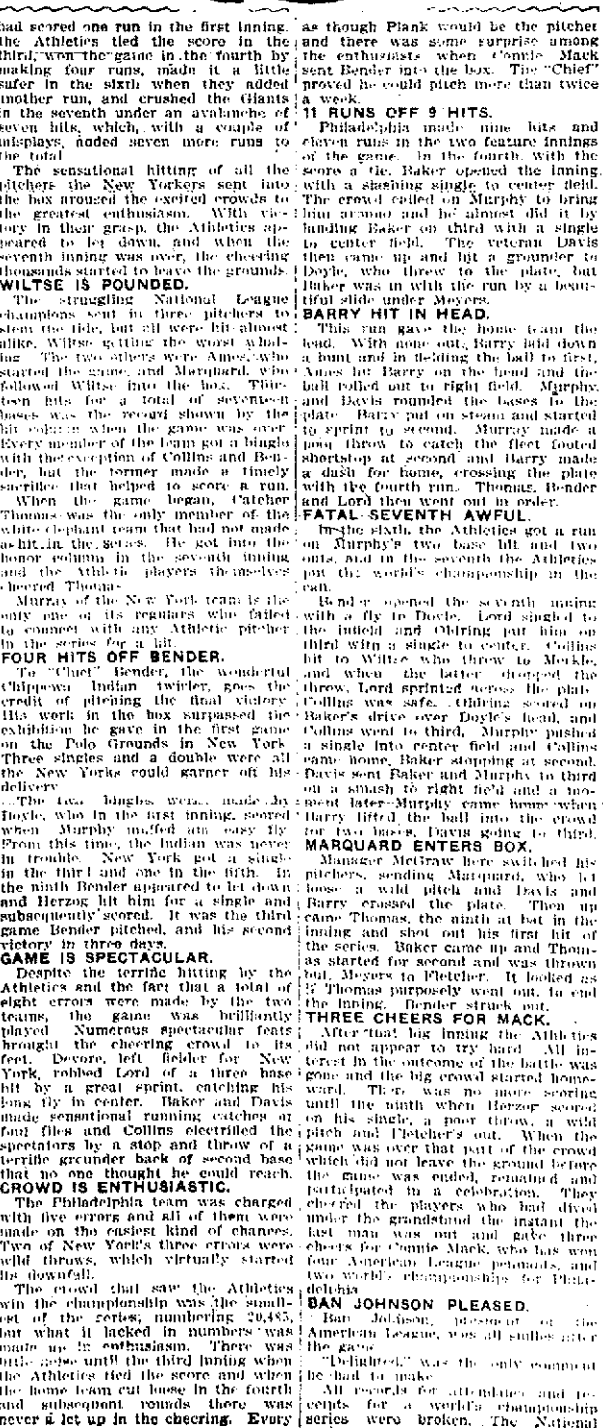 had scored one run in the first inning.
the Athletics tied the score in the
third, won the game in the fourth by
making four runs, made it a little
safer in the sixth when they added
another run, and crushed the Giants
in the seventh under an avalanche of
seven hits, which, with a couple of
misplays, added seven more runs to
the total
The sensational hitting of all the
pitchers the New Yorkers sent into
the box aroused the excited crowds to
the greatest enthusiasm. With vic-
tory in their grasp, the Athletics ap-
peared to let down, and when the
seventh inning was over, the cheering
thousands started to leave the grounds.
WILTSE IS POUNDED.
The struggling National League
champions sent in three pitchers to
stem the tide, but all were hit almost
alike, Wiltse getting the worst whal-
ing The two others were Ames, who
started the game, and Marquard, who
followed Wiltse into the box. Thir-
teen hits for a total of seventeen
bases was the record shown by the
hit column when the game was over
Every member of the team got a bingle
with the exception of Collins and Ben-
der, but the former made a timely
sacrifice that helped to score a run.
When the game began, Catcher
Thomas was the only member of the
white elephant team that had not made
a hit in the series. He got into the
honor column in the seventh inning
and the Athletic players themselves
cheered Thomas
Murray of the New York team is the
only one of its regulars who failed
to connect with any Athletic pitcher
in the series for a hit.
FOUR HITS OFF BENDER.
To "Chief" Bender, the wonderful
Chippewa Indian twirler, goes the
credit of pitching the final victory
His work in the box surpassed the
exhibition he gave in the first game
on the Polo Grounds in New York
Three singles and a double were all
the New Yorks could garner off his
delivery
The two bingles were made by
Doyle, who in the first inning, scored
when Murphy muffed an easy fly
From this time, the Indian was never
in trouble. New York got a single
in the third and one in the fifth. In
the ninth Bender appeared to let down
and Herzog hit him for a single and
subsequently scored. It was the third
game Bender pitched, and his second
victory in three days.
GAME IS SPECTACULAR.
Despite the terrific hitting by the
Athletics and the fact that a total of
eight errors were made by the two
teams, the game was brilliantly
played Numerous spectacular feats
brought the cheering crowd to its
feet. Devore, left fielder for New
York, robbed Lord of a three base
hit by a great sprint, catching his
long fly in center. Baker and Davis
made sensational running catches of
foul flies and Collins electrified the
spectators by a stop and throw of a
terrific grounder back of second base
that no one thought he could reach.
CROWD IS ENTHUSIASTIC.
The Philadelphia team was charged
with five errors and all of them were
made on the easiest kind of chances.
Two of New York's three errors were
wild throws, which virtually started
its downfall.
The crowd that saw the Athletics
win the championship was the small-
est of the series, numbering 20,485,
but what it lacked in numbers was
made up in enthusiasm. There was
little noise until the third inning when
the Athletics tied the score and when
the home team cut loose in the fourth
and subsequent rounds there was
never a let up in the cheering. Every
as though Plank would be the pitcher
and there was some surprise among
the enthusiasts when Connie Mack
sent Bender into the box. The "Chief"
proved he could pitch more than twice
a week.
11 RUNS OFF 9 HITS.
Philadelphia made nine hits and
eleven runs in the two feature innings
of the game. In the fourth, with the
score a tie, Baker opened the inning
with a slashing single to center field.
The crowd called on Murphy to bring
him around and he almost did it by
landing Baker on third with a single
to center field. The veteran Davis
then came up and hit a grounder to
Doyle, who threw to the plate, but
Baker was in with the run by a beau-
tiful slide under Meyers.
BARRY HIT IN HEAD.
This run gave the home team the
lead. With none out, Barry laid down
a bunt and in fielding the ball to first,
Ames hit Barry on the head and the
ball rolled out to right field. Murphy
and Davis rounded the bases to the
plate Barry put on steam and started
to sprint to second. Murray made a
poor throw to catch the fleet footed
shortstop at second and Barry made
a dash for home, crossing the plate
with the fourth run. Thomas, Bender
and Lord then went out in order.
FATAL SEVENTH AWFUL.
In the sixth, the Athletics got a run
on Murphy's two base hit and two
outs, and in the seventh the Athletics
put the world's championship in the
can.
Bender opened the seventh inning
with a fly to Doyle. Lord singled to
the infield and Oldring put him on
third with a single to center. Collins
hit to Wiltse who threw to Merkle,
and when the latter dropped the
throw, Lord sprinted across the plate
Collins was safe. Oldring scored on
Baker's drive over Doyle's head, and
Collins went to third. Murphy pushed
a single into center field and Collins
came home, Baker stopping at second.
Davis sent Baker and Murphy to third
on a smash to right field and a mo-
ment later Murphy came home when
Barry lifted the ball into the crowd
for two bases, Davis going to third.
MARQUARD ENTERS BOX.
Manager McGraw here switched his
pitchers, sending Marquard, who let
loose a wild pitch and Davis and
Barry crossed the plate. Then up
came Thomas, the ninth at bat in the
inning and shot out his first hit of
the series. Baker came up and Thom-
as started for second and was thrown
out, Meyers to Fletcher. It looked as
if Thomas purposely went out, to end
the inning. Bender struck out.
THREE CHEERS FOR MACK.
After that big inning the Athletics
did not appear to try hard All in-
terest in the outcome of the battle was
gone and the big crowd started home-
ward. There was no more scoring
until the ninth when Herzog scored
on his single, a poor throw, a wild
pitch and Fletcher's out. When the
game was over that part of the crowd
which did not leave the ground before
the game was ended, remained and
participated in a celebration. They
cheered the players who had dived
under the grandstand the instant the
last man was out and gave three
cheers for Connie Mack, who has won
four American League pennants, and
two world's championships for Phila-
delphia
BAN JOHNSON PLEASED.
Ban Johnson, president of the
American League, was all smiles after
the game
"Delighted," was the only comment
he had to make
All records for attendance and re-
ceipts for a world's championship
series were broken. The National